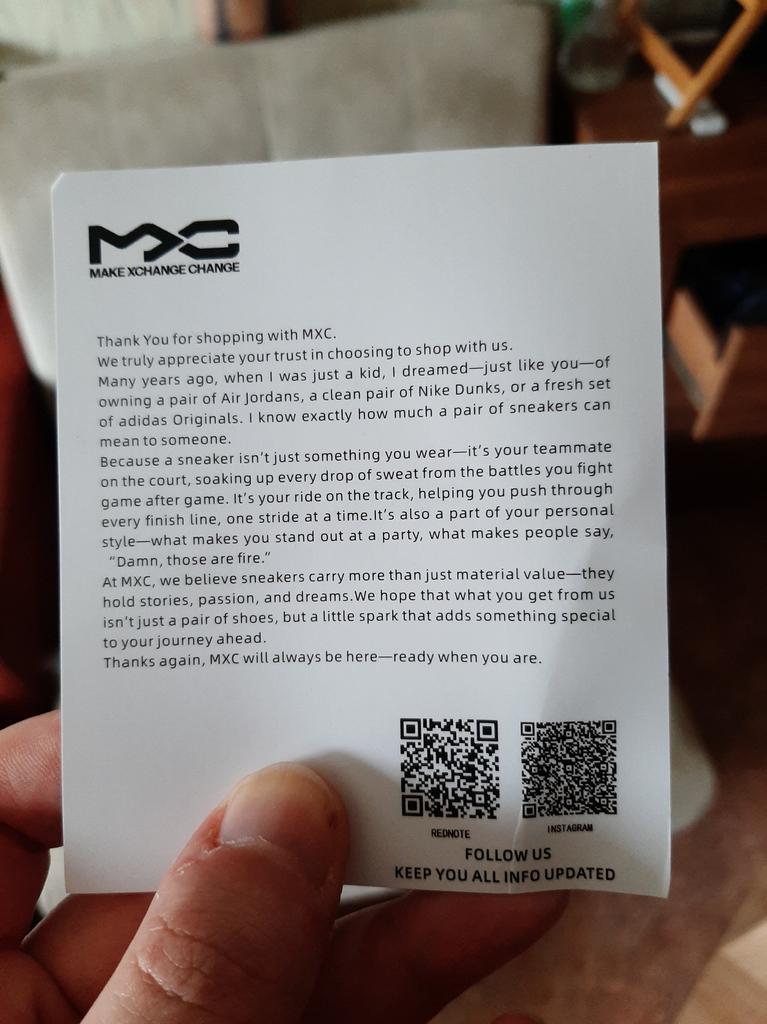 MXC
MAKE XCHANGE CHANGE
Thank You for shopping with MXC.
We truly appreciate your trust in choosing to shop with us.
Many years ago, when I was just a kid, I dreamed—just like you—of
owning a pair of Air Jordans, a clean pair of Nike Dunks, or a fresh set
of adidas Originals. I know exactly how much a pair of sneakers can
mean to someone.
Because a sneaker isn't just something you wear—it's your teammate
on the court, soaking up every drop of sweat from the battles you fight
game after game. It's your ride on the track, helping you push through
every finish line, one stride at a time.It's also a part of your personal
style—what makes you stand out at a party, what makes people say,
“Damn, those are fire.”
At MXC, we believe sneakers carry more than just material value—they
hold stories, passion, and dreams.We hope that what you get from us
isn't just a pair of shoes, but a little spark that adds something special
to your journey ahead.
Thanks again, MXC will always be here—ready when you are.
REDNOTE
INSTAGRAM
FOLLOW US
KEEP YOU ALL INFO UPDATED